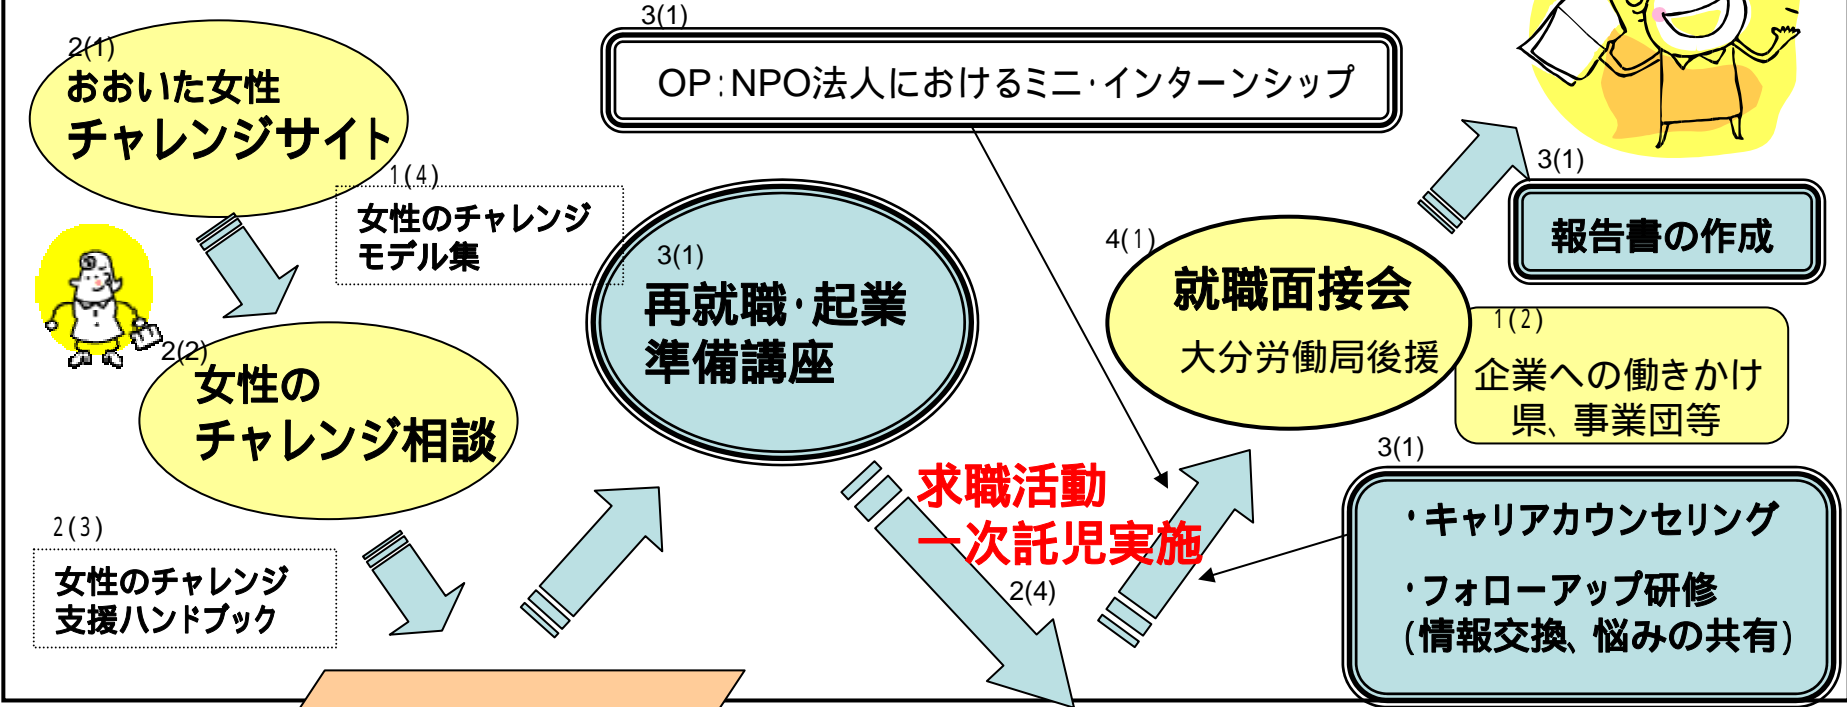 2(1)
おおいた女性
チャレンジサイト
3(1)
OP:NPO法人におけるミニ・インターンシップ
1(4)
女性のチャレンジ
モデル集
2(2)
女性の
チャレンジ相談
2(3)
女性のチャレンジ
支援ハンドブック
3(1)
再就職・起業
準備講座
求職活動
一次託児実施
2(4)
4(1)
就職面接会
大分労働局後援
3(1)
報告書の作成
1(2)
企業への働きかけ
県、事業団等
3(1)
・キャリアカウンセリング
・フォローアップ研修
(情報交換、悩みの共有)